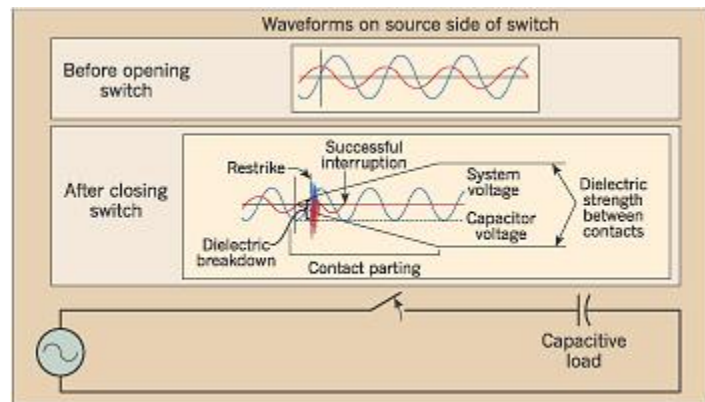 Waveforms on source side of switch
Before opening
switch
After closing
switch
Restrike
Successful
interruption
System
voltage
Capacitor
voltage
Dielectric
strength
between
contacts
Dielectric
breakdown
Contact parting
Capacitive
load